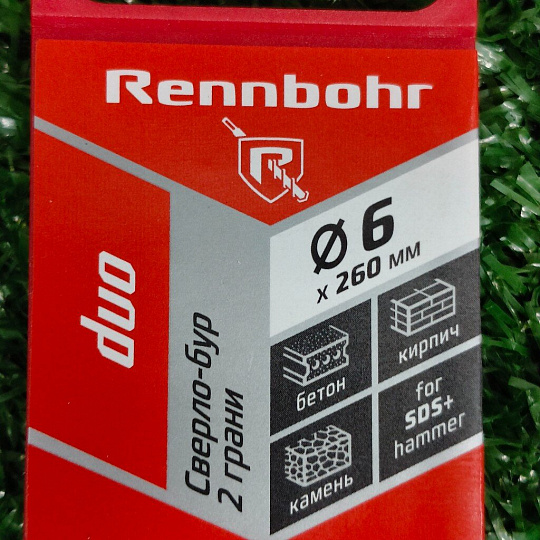 Rennbohr
R
duo
Сверло-бур
2 грани
Ø 6
x 260 мм
бетон
кирпич
камень
for
SDS+
hammer